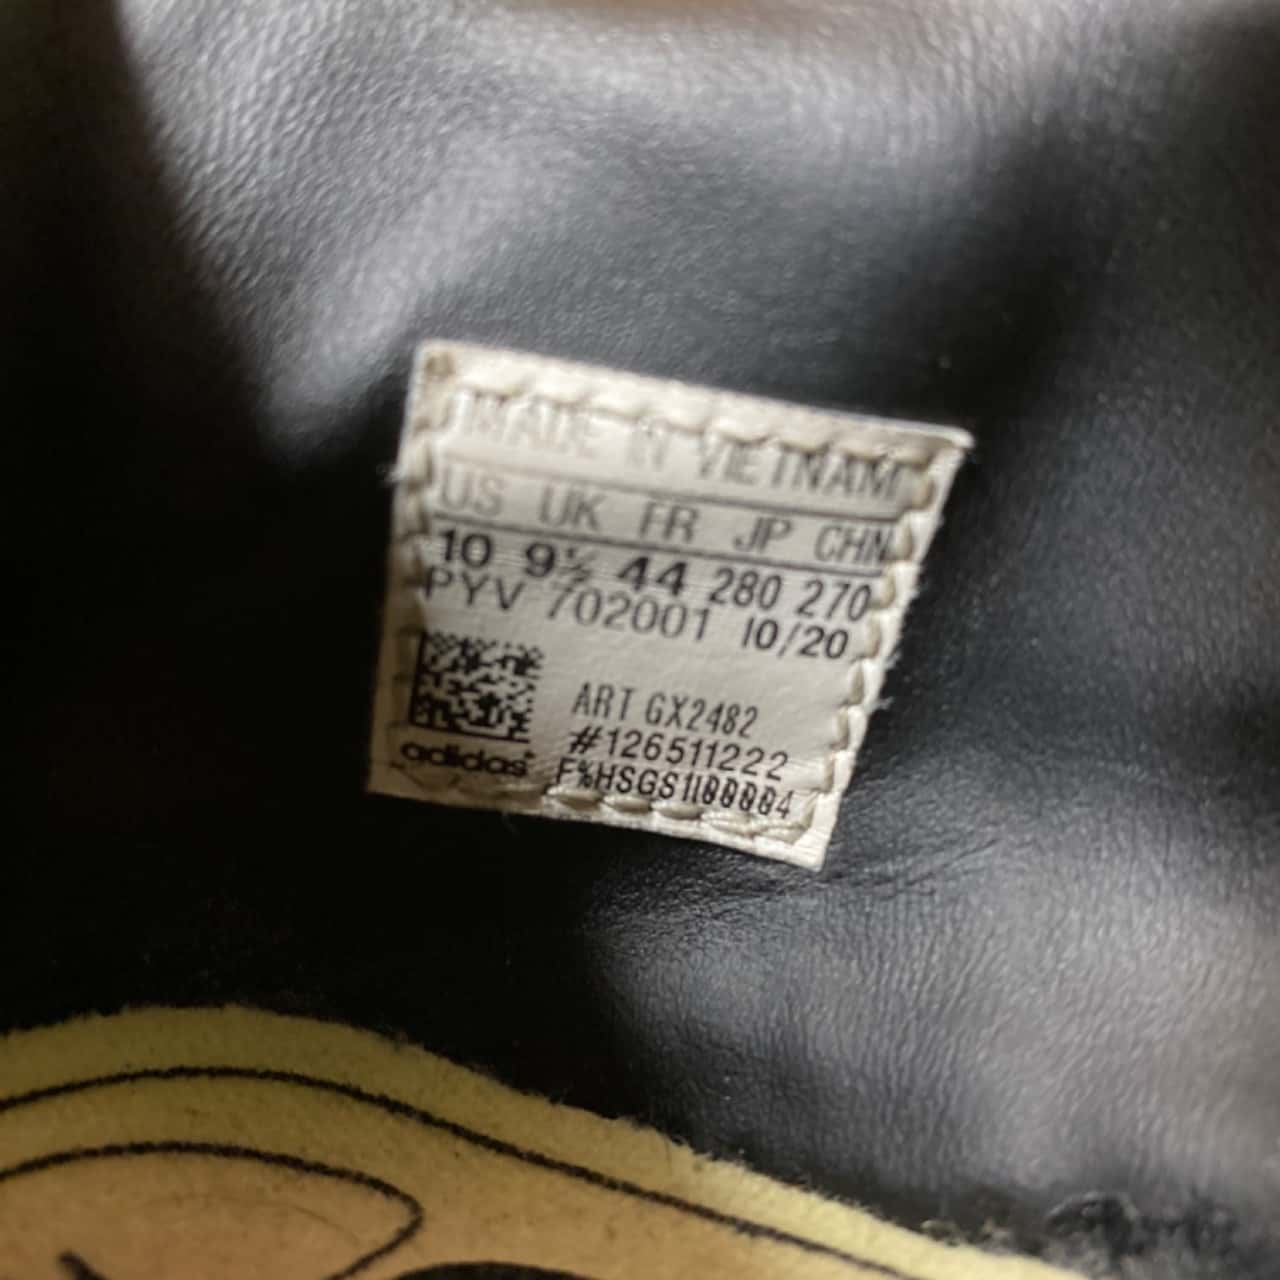 MADE IN VIETNAM
US UK FR JP CHN
10 9½ 44 280 270
PYV 702001 10/20
ART GX2482
#126511222
adidas
F%HSGS1100004